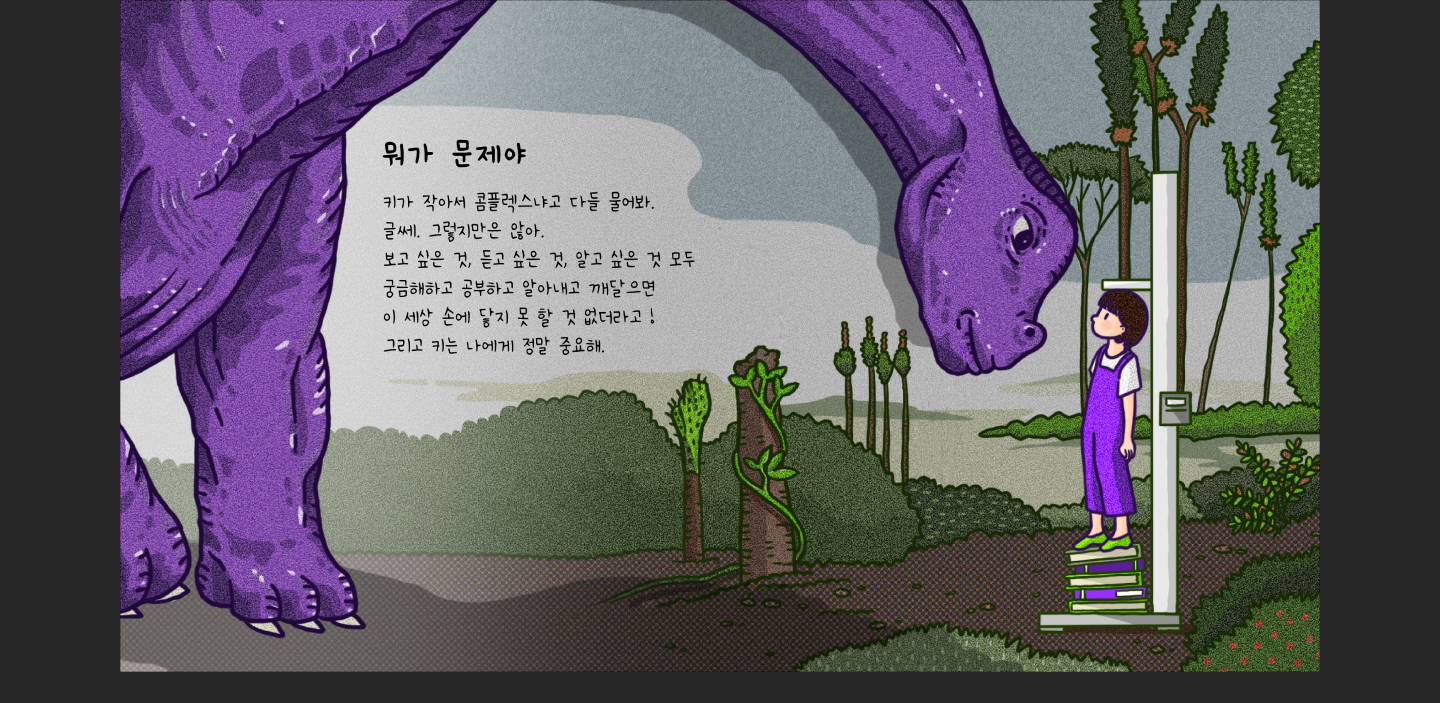 뭐가 문제야
키가 작아서 콤플렉스냐고 다들 물어봐.
글쎄. 그렇지만은 않아.
보고 싶은 것, 듣고 싶은 것, 알고 싶은 것 모두
궁금해하고 공부하고 알아내고 깨달으면
이 세상 손에 닿지 못 할 것 없더라고!
그리고 키는 나에게 정말 중요해.